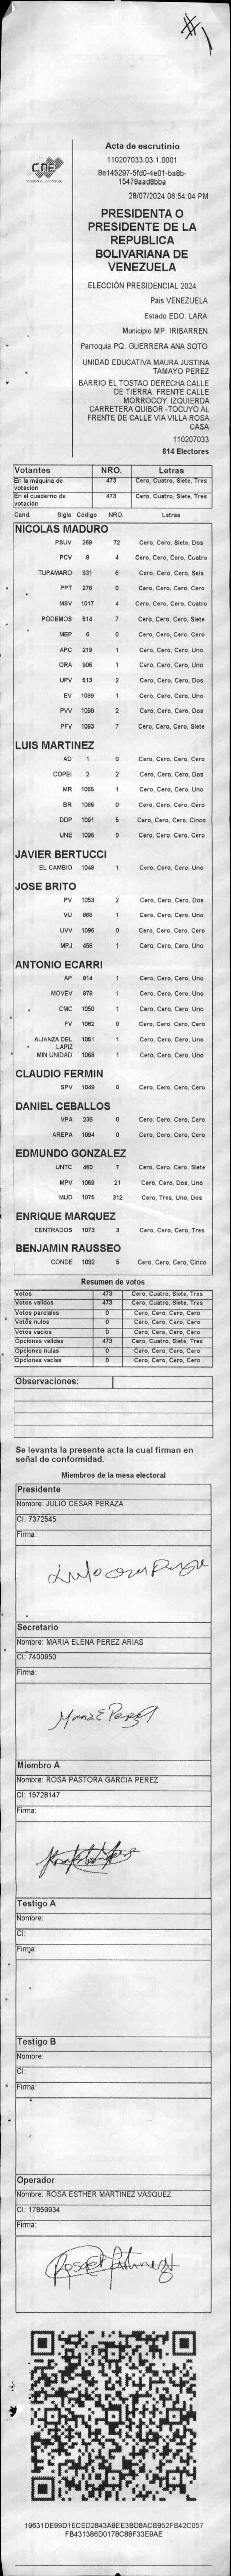 CNE
Acta de escrutinio
110207033.03.1.0001
8e145297-5fd0-4e01-ba8b-
15479aad8bba
28/07/2024 06:54:04 PM
PRESIDENTA O
PRESIDENTE DE LA
REPUBLICA
BOLIVARIANA DE
VENEZUELA
ELECCIÓN PRESIDENCIAL 2024
País VENEZUELA
Estado EDO. LARA
Municipio MP. IRIBARREN
Parroquia PQ. GUERRERA ANA SOTO
UNIDAD EDUCATIVA MAURA JUSTINA
TAMAYO PEREZ
BARRIO EL TOSTAO DERECHA CALLE
DE TIERRA FRENTE CALLE
MORROCOY IZQUIERDA
CARRETERA QUIBOR -TOCUYO AL
FRENTE DE CALLE VIA VILLA ROSA
CASA
110207033
814 Electores
Votantes NRO. Letras
En la máquina de votación 473 Cero, Cuatro, Siete, Tres
En el cuaderno de votación 473 Cero, Cuatro, Siete, Tres
Cand. Sigla Código NRO. Letras
NICOLAS MADURO
PSUV 269 72 Cero, Cero, Siete, Dos
PCV 9 4 Cero, Cero, Cero, Cuatro
TUPAMARO 931 6 Cero, Cero, Cero, Seis
PPT 276 0 Cero, Cero, Cero, Cero
MSV 1017 4 Cero, Cero, Cero, Cuatro
PODEMOS 514 7 Cero, Cero, Cero, Siete
MEP 6 0 Cero, Cero, Cero, Cero
APC 219 1 Cero, Cero, Cero, Uno
ORA 906 1 Cero, Cero, Cero, Uno
UPV 513 2 Cero, Cero, Cero, Dos
EV 1089 1 Cero, Cero, Cero, Uno
PVV 1090 2 Cero, Cero, Cero, Dos
PFV 1093 7 Cero, Cero, Cero, Siete
LUIS MARTINEZ
AD 1 0 Cero, Cero, Cero, Cero
COPEI 2 2 Cero, Cero, Cero, Dos
MR 1065 1 Cero, Cero, Cero, Uno
BR 1066 0 Cero, Cero, Cero, Cero
DDP 1091 5 Cero, Cero, Cero, Cinco
UNE 1095 0 Cero, Cero, Cero, Cero
JAVIER BERTUCCI
EL CAMBIO 1048 1 Cero, Cero, Cero, Uno
JOSE BRITO
PV 1053 2 Cero, Cero, Cero, Dos
VU 868 1 Cero, Cero, Cero, Uno
UVV 1096 0 Cero, Cero, Cero, Cero
MPJ 458 1 Cero, Cero, Cero, Uno
ANTONIO ECARRI
AP 814 1 Cero, Cero, Cero, Uno
MOVEV 979 1 Cero, Cero, Cero, Uno
CMC 1050 1 Cero, Cero, Cero, Uno
FV 1062 0 Cero, Cero, Cero, Cero
ALIANZA DEL LAPIZ 1051 1 Cero, Cero, Cero, Uno
MIN UNIDAD 1068 1 Cero, Cero, Cero, Uno
CLAUDIO FERMIN
SPV 1049 0 Cero, Cero, Cero, Cero
DANIEL CEBALLOS
VPA 236 0 Cero, Cero, Cero, Cero
AREPA 1094 0 Cero, Cero, Cero, Cero
EDMUNDO GONZALEZ
UNTC 460 7 Cero, Cero, Cero, Siete
MPV 1069 21 Cero, Cero, Dos, Uno
MUD 1075 312 Cero, Tres, Uno, Dos
ENRIQUE MARQUEZ
CENTRADOS 1073 3 Cero, Cero, Cero, Tres
BENJAMIN RAUSSEO
CONDE 1092 5 Cero, Cero, Cero, Cinco
Resumen de votos
Votos 473 Cero, Cuatro, Siete, Tres
Votos validos 473 Cero, Cuatro, Siete, Tres
Votos parciales 0 Cero, Cero, Cero, Cero
Votos nulos 0 Cero, Cero, Cero, Cero
Votos vacios 0 Cero, Cero, Cero, Cero
Opciones validas 473 Cero, Cuatro, Siete, Tres
Opciones nulas 0 Cero, Cero, Cero, Cero
Opciones vacias 0 Cero, Cero, Cero, Cero
Observaciones:
Se levanta la presente acta la cual firman en
señal de conformidad.
Miembros de la mesa electoral
Presidente
Nombre: JULIO CESAR PERAZA
CI: 7372545
Firma:
Julio Cesar Peraza
Secretario
Nombre: MARIA ELENA PEREZ ARIAS
CI: 7400950
Firma:
Maria E Perez A
Miembro A
Nombre: ROSA PASTORA GARCIA PEREZ
CI: 15728147
Firma:
Testigo A
Nombre:
CI:
Firma:
Testigo B
Nombre:
CI:
Firma:
Operador
Nombre: ROSA ESTHER MARTINEZ VASQUEZ
CI: 17859934
Firma:
19631DE99D1ECED2843A9EE3BD8ACB952FB42C057
FB431386D0178C88F33E9AE